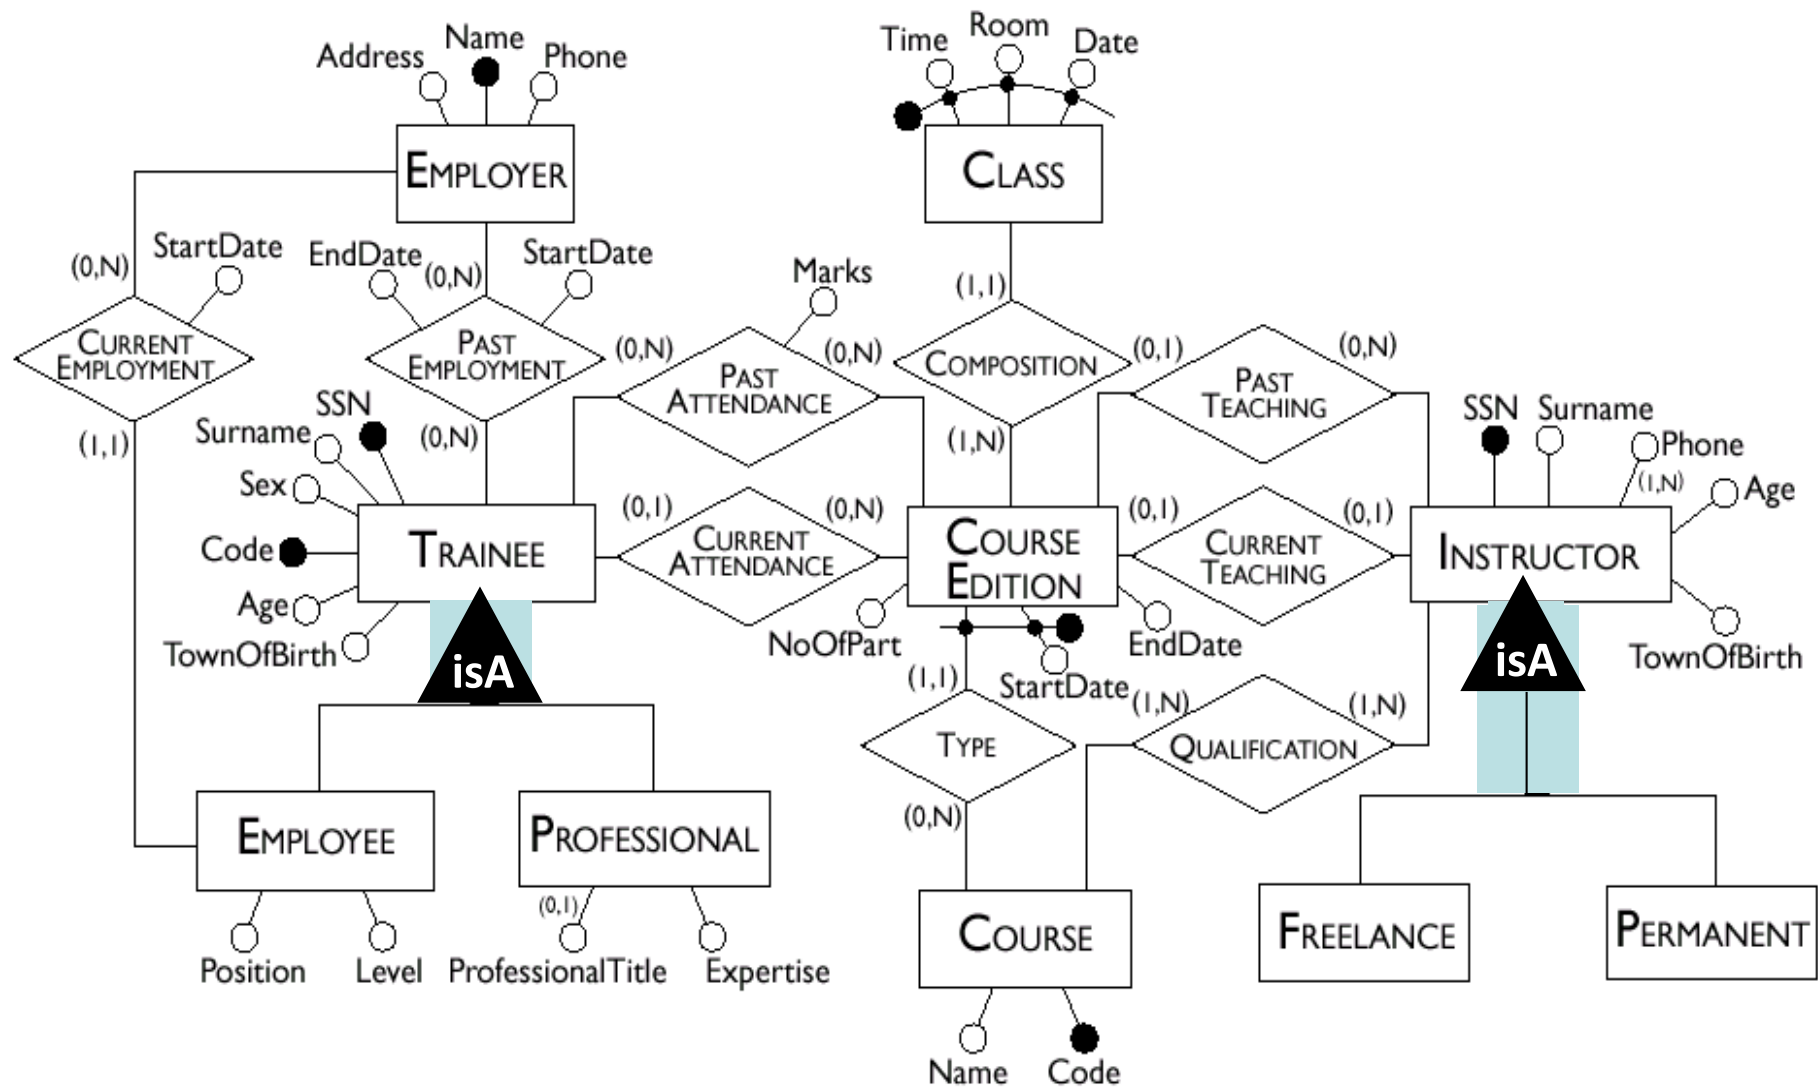 Name
Address
Phone
EMPLOYER
Room
Time
Date
CLASS
(0,N)
StartDate
EndDate
(0,N)
StartDate
CURRENT
EMPLOYMENT
PAST
EMPLOYMENT
(1,1)
(0,N)
Marks
(0,N)
(0,N)
PAST
ATTENDANCE
(1,1)
COMPOSITION
(1,N)
(0,1)
(0,N)
PAST
TEACHING
SSN
Surname
Sex
Code
Age
TownOfBirth
TRAINEE
(0,1)
(0,N)
CURRENT
ATTENDANCE
COURSE
EDITION
NoOfPart
StartDate
EndDate
(0,1)
(0,1)
CURRENT
TEACHING
SSN
Surname
Phone
(1,N)
Age
INSTRUCTOR
TownOfBirth
isA
isA
(1,1)
TYPE
(0,N)
(1,N)
(1,N)
QUALIFICATION
EMPLOYEE
Position
Level
PROFESSIONAL
(0,1)
ProfessionalTitle
Expertise
COURSE
Name
Code
FREELANCE
PERMANENT